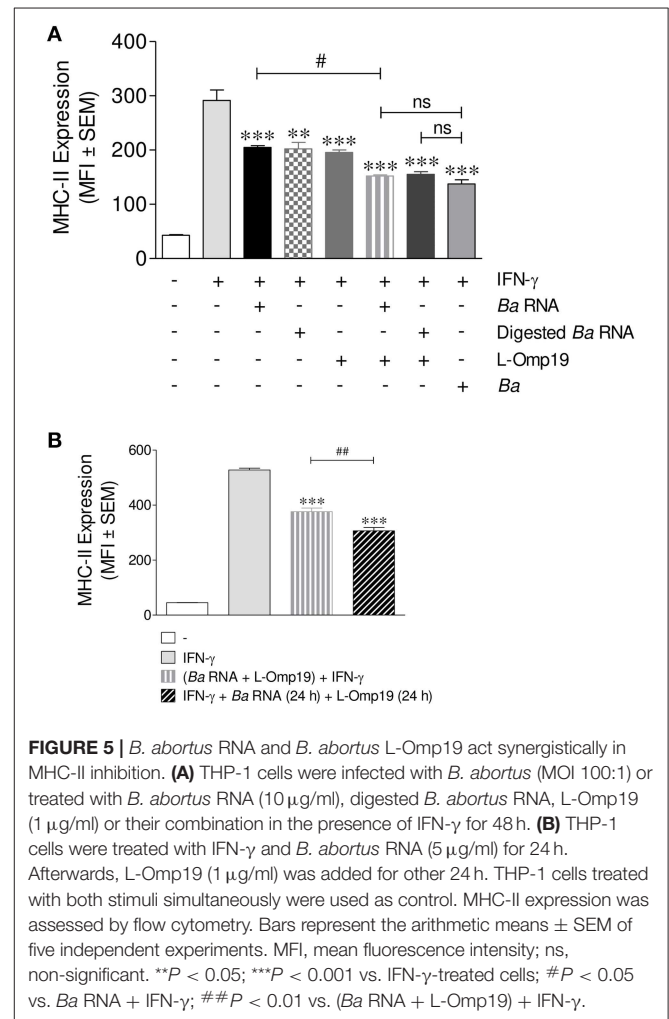 A
400
300
200
100
0
MHC-II Expression
(MFI ± SEM)
#
ns
ns
*** ** *** *** *** ***
- + + + + + + + IFN-γ
- - + - - + - - Ba RNA
- - - + - - + - Digested Ba RNA
- - - - + + + - L-Omp19
- - - - - - - + Ba
B
600
400
200
0
MHC-II Expression
(MFI ± SEM)
##
*** ***
-
IFN-γ
(Ba RNA + L-Omp19) + IFN-γ
IFN-γ + Ba RNA (24 h) + L-Omp19 (24 h)
FIGURE 5 | B. abortus RNA and B. abortus L-Omp19 act synergistically in
MHC-II inhibition. (A) THP-1 cells were infected with B. abortus (MOI 100:1) or
treated with B. abortus RNA (10 μg/ml), digested B. abortus RNA, L-Omp19
(1 μg/ml) or their combination in the presence of IFN-γ for 48 h. (B) THP-1
cells were treated with IFN-γ and B. abortus RNA (5 μg/ml) for 24 h.
Afterwards, L-Omp19 (1 μg/ml) was added for other 24 h. THP-1 cells treated
with both stimuli simultaneously were used as control. MHC-II expression was
assessed by flow cytometry. Bars represent the arithmetic means ± SEM of
five independent experiments. MFI, mean fluorescence intensity; ns,
non-significant. **P < 0.05; ***P < 0.001 vs. IFN-γ-treated cells; #P < 0.05
vs. Ba RNA + IFN-γ; ##P < 0.01 vs. (Ba RNA + L-Omp19) + IFN-γ.